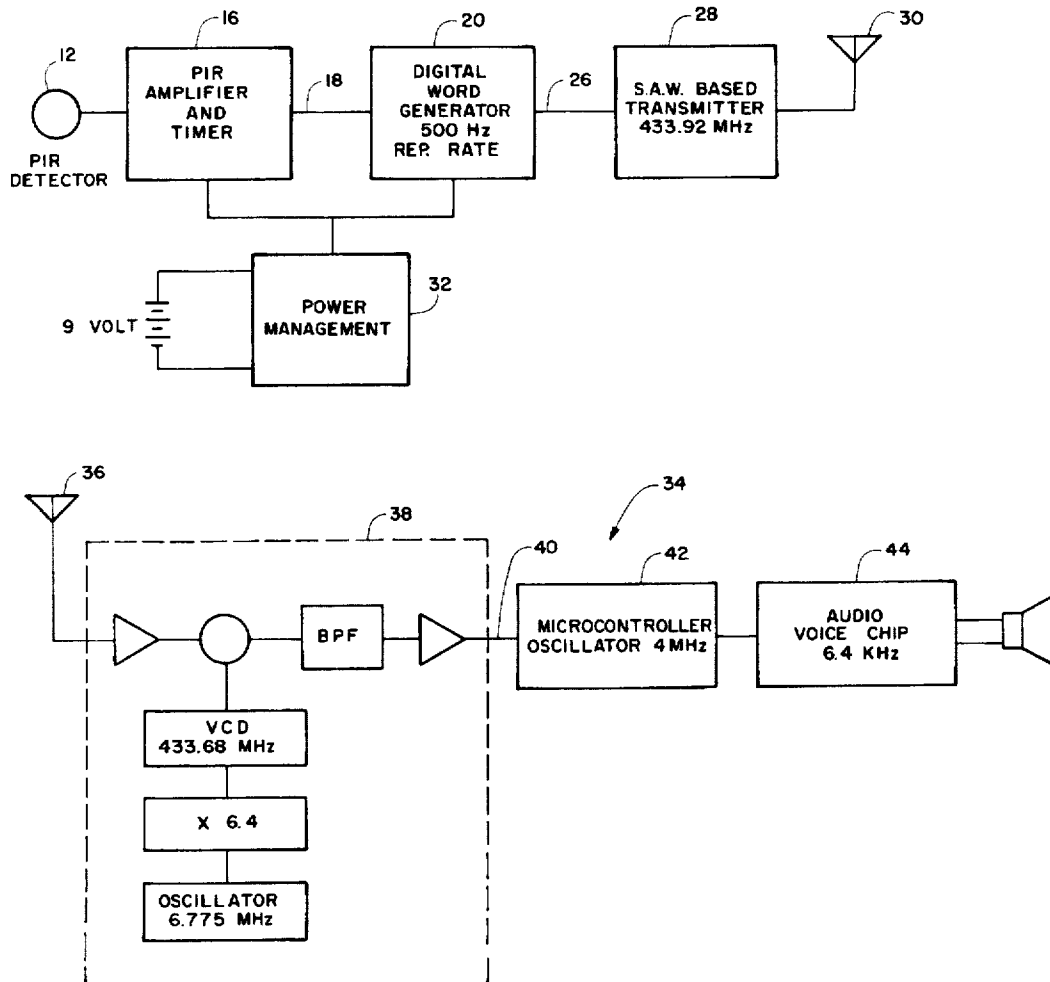 16
20
28
30
12
PIR
AMPLIFIER
AND
TIMER
18
DIGITAL
WORD
GENERATOR
500 Hz
REP. RATE
26
S.A.W. BASED
TRANSMITTER
433.92 MHz
PIR
DETECTOR
32
9 VOLT
POWER
MANAGEMENT
36
38
34
40
42
44
BPF
MICROCONTROLLER
OSCILLATOR 4 MHz
AUDIO
VOICE CHIP
6.4 KHz
VCD
433.68 MHz
X 6.4
OSCILLATOR
6.775 MHz